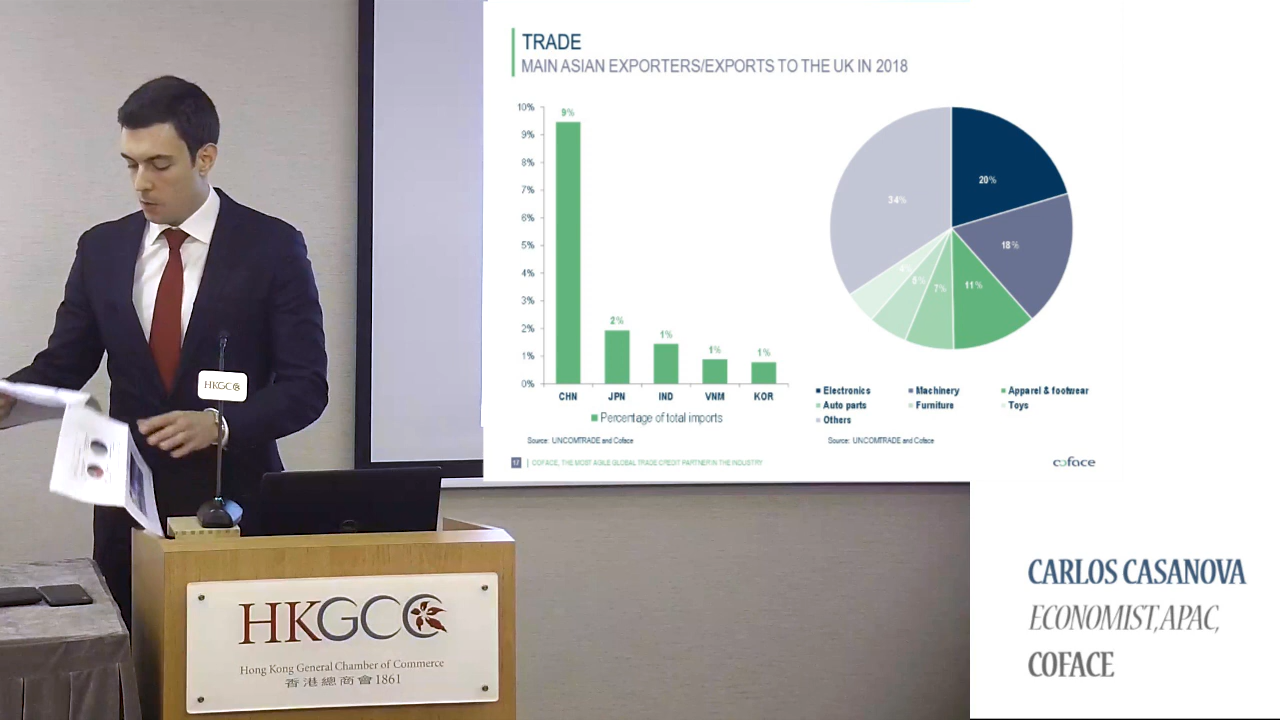 TRADE
MAIN ASIAN EXPORTERS/EXPORTS TO THE UK IN 2018
10%
9%
8%
7%
6%
5%
4%
3%
2%
1%
0%
9%
2%
1%
1%
1%
CHN JPN IND VNM KOR
Percentage of total imports
Source: UNCOMTRADE and Coface
20%
18%
11%
7%
5%
4%
34%
Electronics Machinery Apparel & footwear
Auto parts Furniture Toys
Others
Source: UNCOMTRADE and Coface
17 COFACE, THE MOST AGILE GLOBAL TRADE CREDIT PARTNER IN THE INDUSTRY
coface
HKGCC
HKGCC
Hong Kong General Chamber of Commerce
香港總商會1861
CARLOS CASANOVA
ECONOMIST, APAC,
COFACE